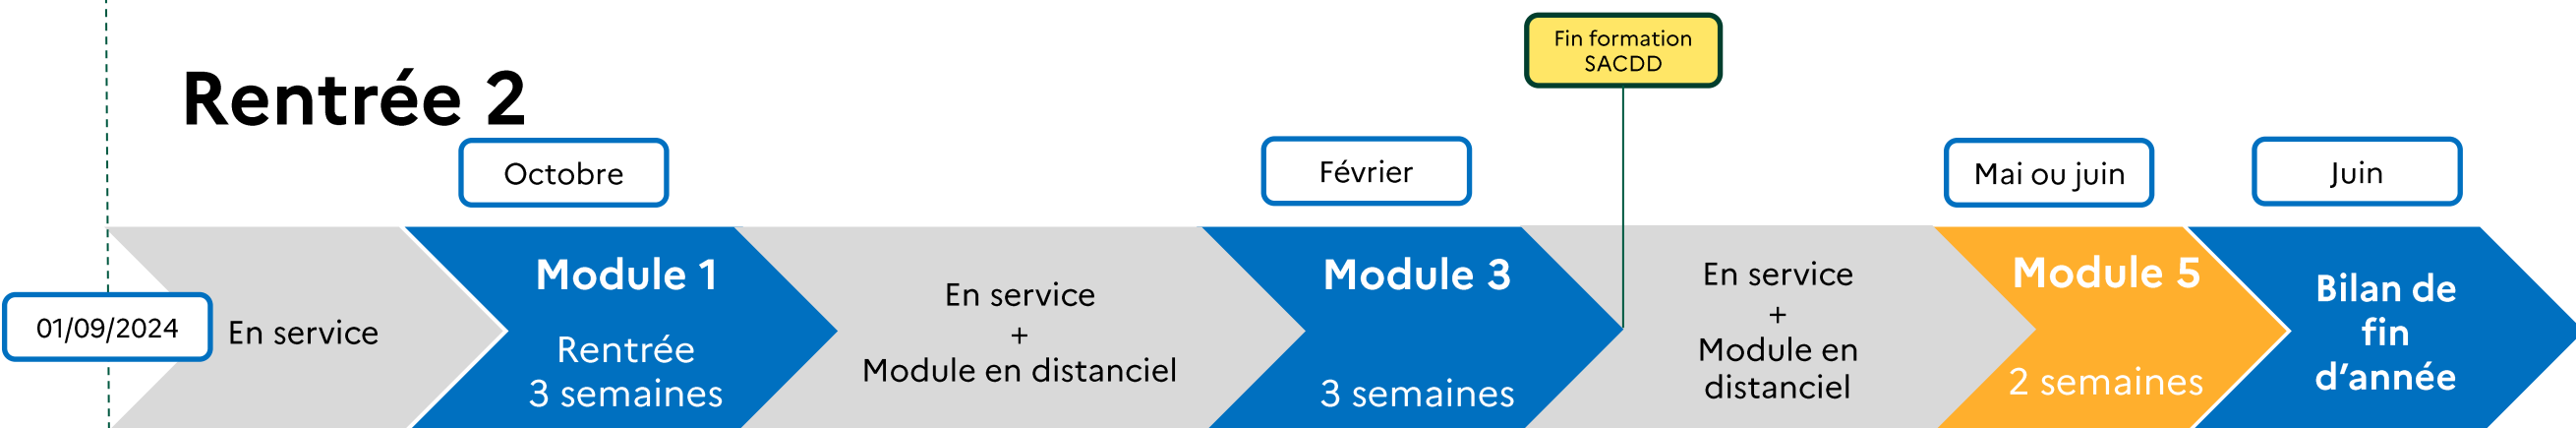 Fin formation
SACDD
Rentrée 2
Octobre
Février
Mai ou juin
Juin
01/09/2024
En service
Module 1
Rentrée
3 semaines
En service
+
Module en distanciel
Module 3
3 semaines
En service
+
Module en
distanciel
Module 5
2 semaines
Bilan de
fin
d’année